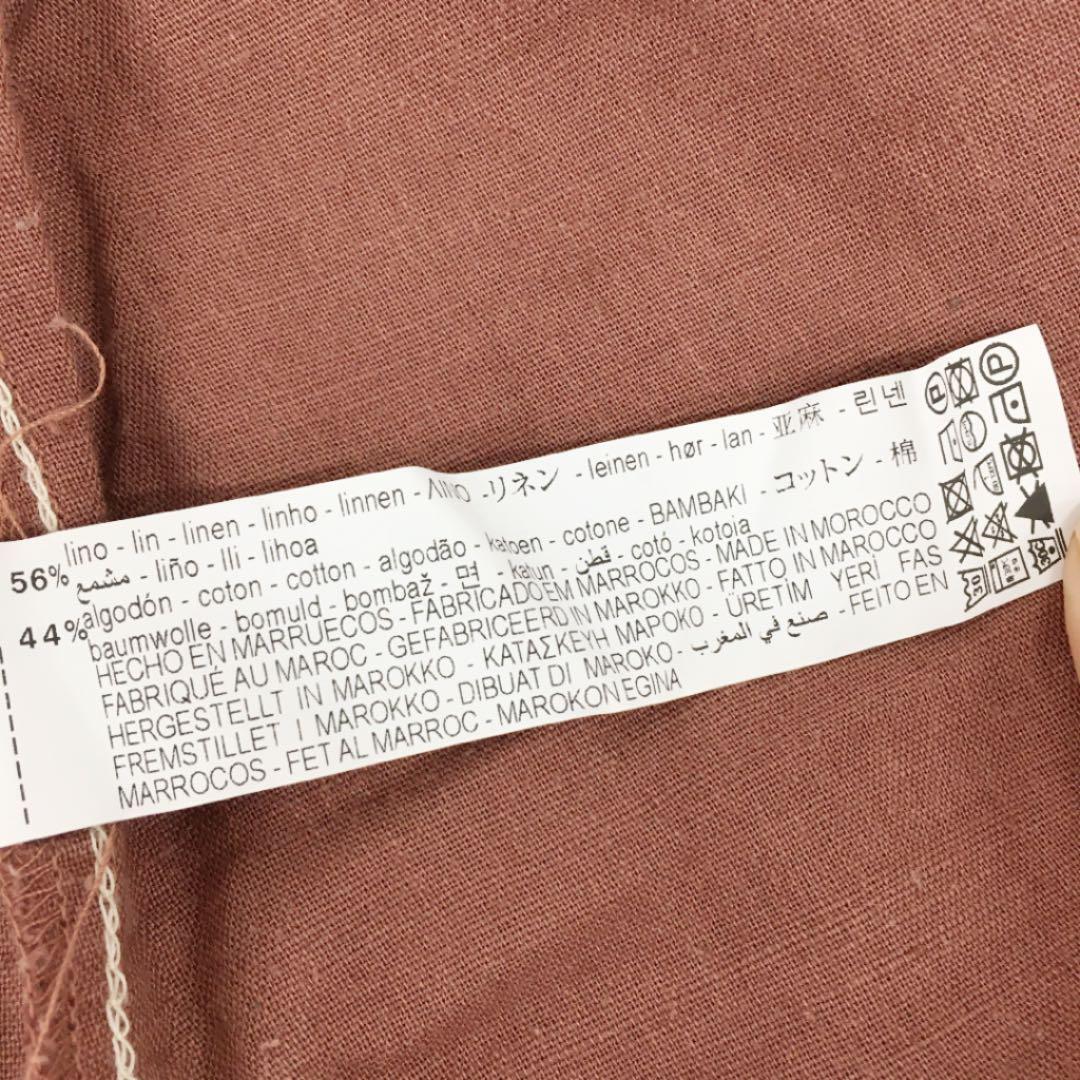 56% lino - lin - linen - linho - linnen - ΛINO - リネン - leinen - hør - lan - 亚麻 - 린넨
مشمع - liño - lli - lihoa
44% algodón - coton - cotton - algodão - katoen - cotone - BAMBAKI - コットン - 棉
baumwolle - bomuld - bombaž - 면 - katun - قطن - cotó - kotoia
HECHO EN MARRUECOS - FABRICADO EM MARROCOS - MADE IN MOROCCO
FABRIQUÉ AU MAROC - GEFABRICEERD IN MAROKKO - FATTO IN MAROCCO
HERGESTELLT IN MAROKKO - ΚΑΤΑΣΚΕΥΗ ΜΑΡΟΚΟ - ÜRETİM YERİ FAS
FREMSTILLET I MAROKKO - DIBUAT DI MAROKO - صنع في المغرب - FEITO EN
MARROCOS - FET AL MARROC - MAROKON EGINA
P
P
30
30